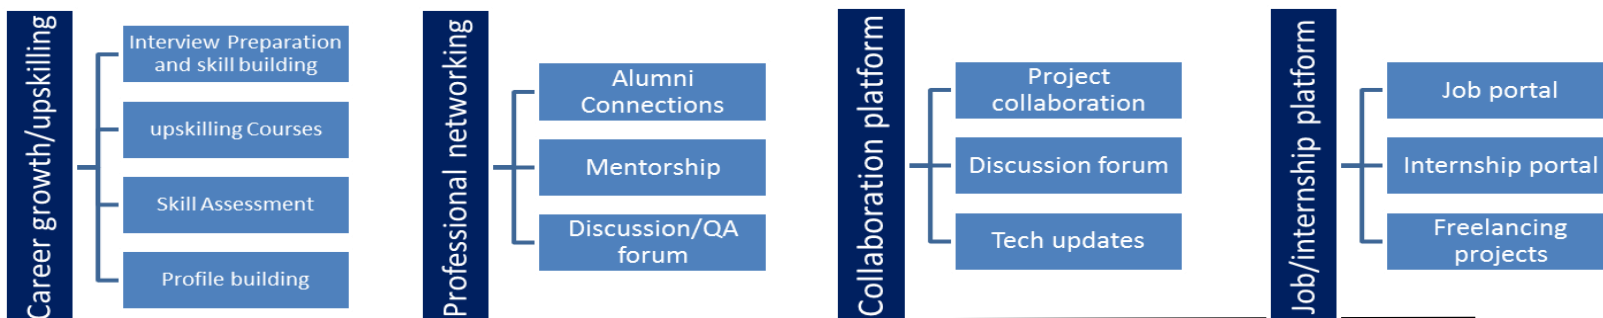 Career growth/upskilling
Interview Preparation
and skill building
upskilling Courses
Skill Assessment
Profile building
Professional networking
Alumni
Connections
Mentorship
Discussion/QA
forum
Collaboration platform
Project
collaboration
Discussion forum
Tech updates
Job/internship platform
Job portal
Internship portal
Freelancing
projects